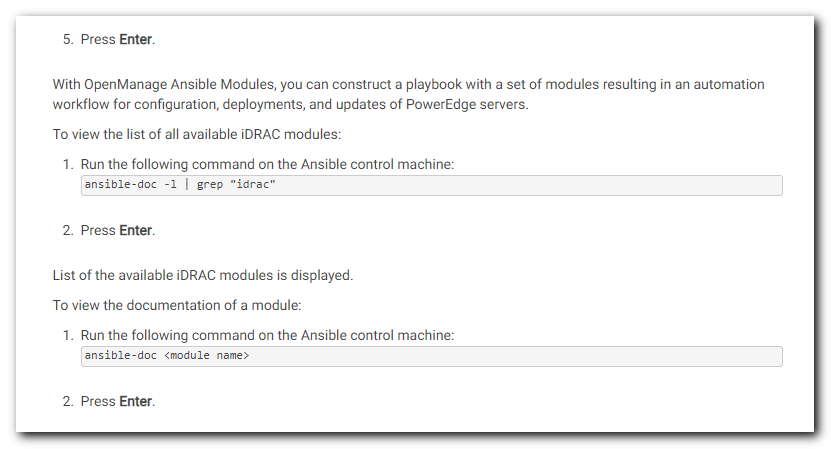 5. Press Enter.
With OpenManage Ansible Modules, you can construct a playbook with a set of modules resulting in an automation
workflow for configuration, deployments, and updates of PowerEdge servers.
To view the list of all available iDRAC modules:
1. Run the following command on the Ansible control machine:
ansible-doc -l | grep "idrac"
2. Press Enter.
List of the available iDRAC modules is displayed.
To view the documentation of a module:
1. Run the following command on the Ansible control machine:
ansible-doc <module name>
2. Press Enter.